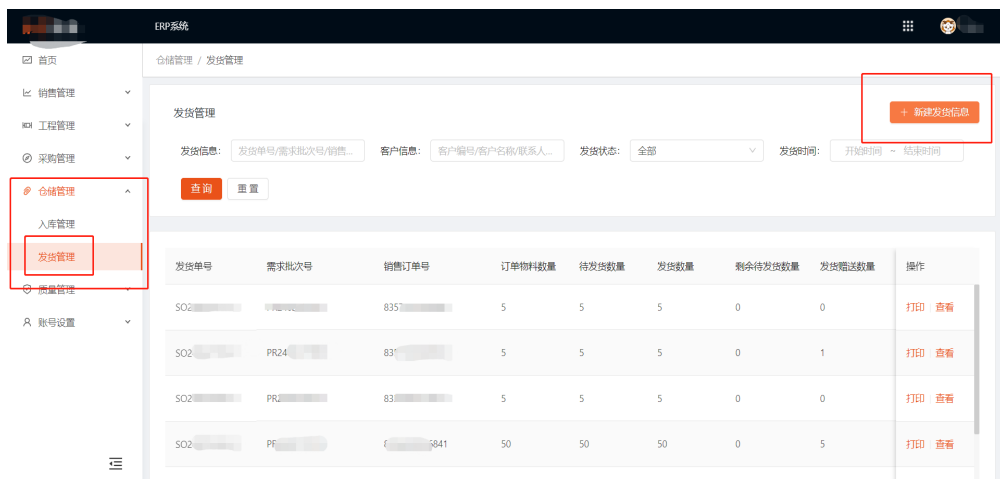 ERP系统
首页
仓储管理 / 发货管理
销售管理
工程管理
采购管理
仓储管理
入库管理
发货管理
质量管理
账号设置
发货管理
+ 新建发货信息
发货信息: 发货单号/需求批次号/销售... 客户信息: 客户编号/客户名称/联系人... 发货状态: 全部 发货时间: 开始时间 ~ 结束时间
查询 重置
发货单号 需求批次号 销售订单号 订单物料数量 待发货数量 发货数量 剩余待发货数量 发货赠送数量 操作
SO2 8357 5 5 5 0 0 打印 查看
SO2 PR24 83 5 5 5 0 1 打印 查看
SO2 PR 83 5 5 5 0 0 打印 查看
SO2 6841 50 50 50 0 5 打印 查看